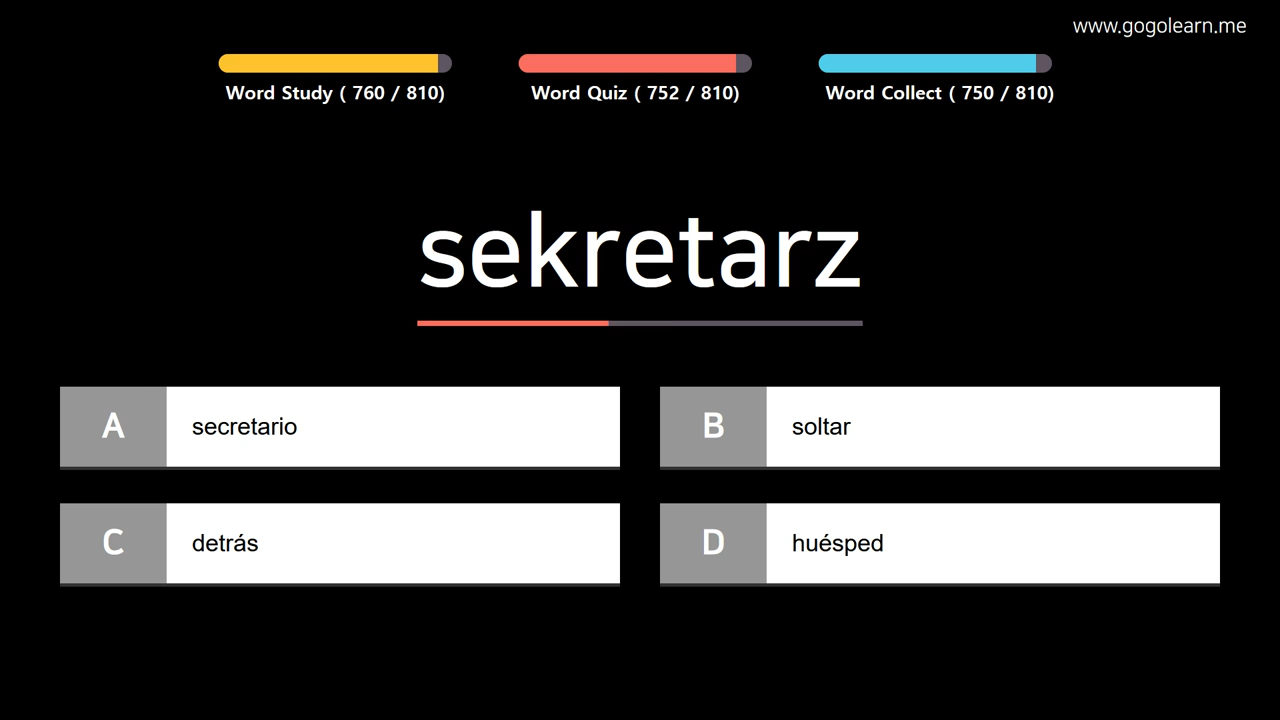 www.gogolearn.me
Word Study ( 760 / 810)
Word Quiz ( 752 / 810)
Word Collect ( 750 / 810)
sekretarz
A secretario
B soltar
C detrás
D huésped